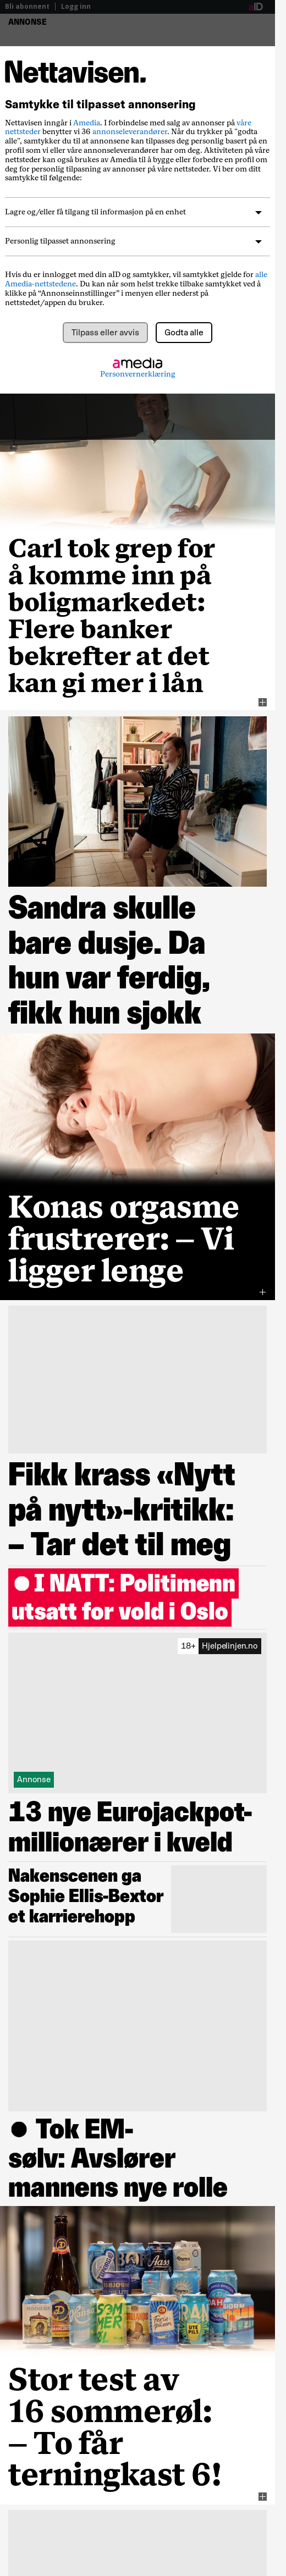 Bli abonnent | Logg inn
aID
ANNONSE
Nettavisen.
Samtykke til tilpasset annonsering
Nettavisen inngår i Amedia. I forbindelse med salg av annonser på våre
nettsteder benytter vi 36 annonseleverandører. Når du trykker på "godta
alle", samtykker du til at annonsene kan tilpasses deg personlig basert på en
profil som vi eller våre annonseleverandører har om deg. Aktiviteten på våre
nettsteder kan også brukes av Amedia til å bygge eller forbedre en profil om
deg for personlig tilpasning av annonser på våre nettsteder. Vi ber om ditt
samtykke til følgende:
Lagre og/eller få tilgang til informasjon på en enhet
Personlig tilpasset annonsering
Hvis du er innlogget med din aID og samtykker, vil samtykket gjelde for alle
Amedia-nettstedene. Du kan når som helst trekke tilbake samtykket ved å
klikke på “Annonseinnstillinger” i menyen eller nederst på
nettstedet/appen du bruker.
Tilpass eller avvis
Godta alle
amedia
Personvernerklæring
Carl tok grep for
å komme inn på
boligmarkedet:
Flere banker
bekrefter at det
kan gi mer i lån
Sandra skulle
bare dusje. Da
hun var ferdig,
fikk hun sjokk
Konas orgasme
frustrerer: – Vi
ligger lenge
Fikk krass «Nytt
på nytt»-kritikk:
– Tar det til meg
I NATT: Politimenn
utsatt for vold i Oslo
18+ Hjelpelinjen.no
Annonse
13 nye Eurojackpot-
millionærer i kveld
Nakenscenen ga
Sophie Ellis-Bextor
et karrierehopp
Tok EM-
sølv: Avslører
mannens nye rolle
Stor test av
16 sommerøl:
– To får
terningkast 6!